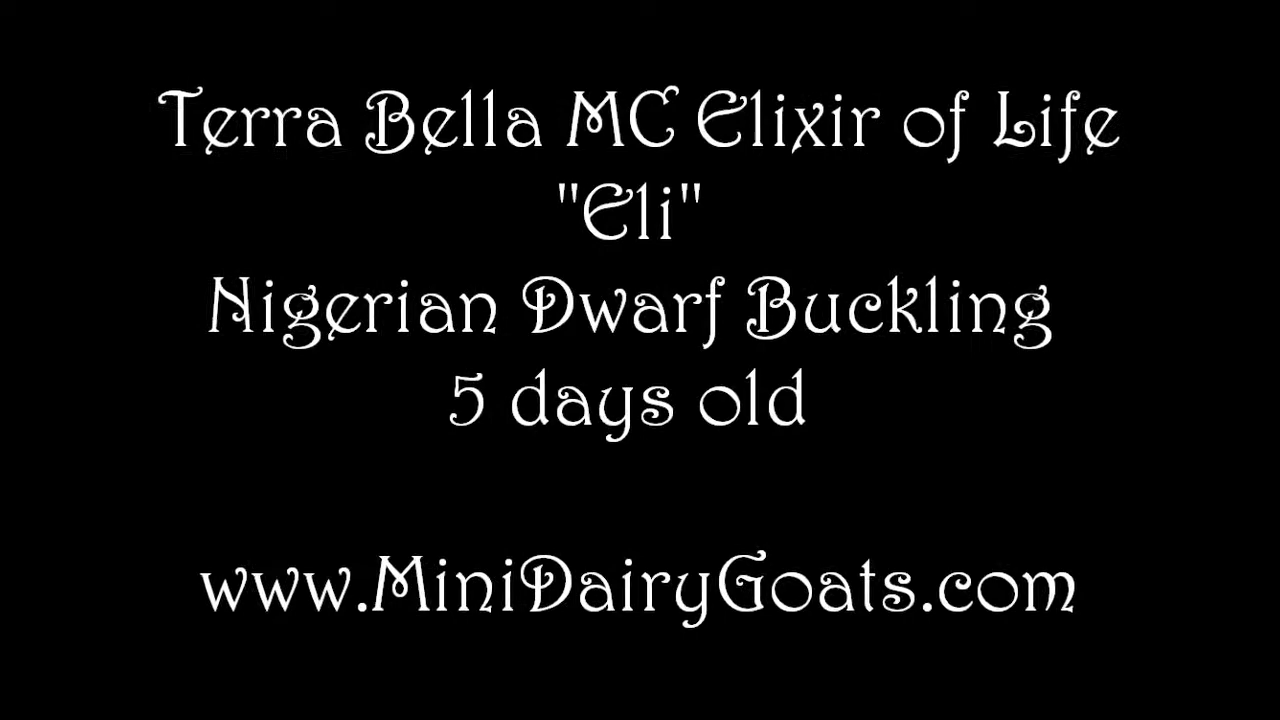 Terra Bella MC Elixir of Life
"Eli"
Nigerian Dwarf Buckling
5 days old
www.MiniDairyGoats.com